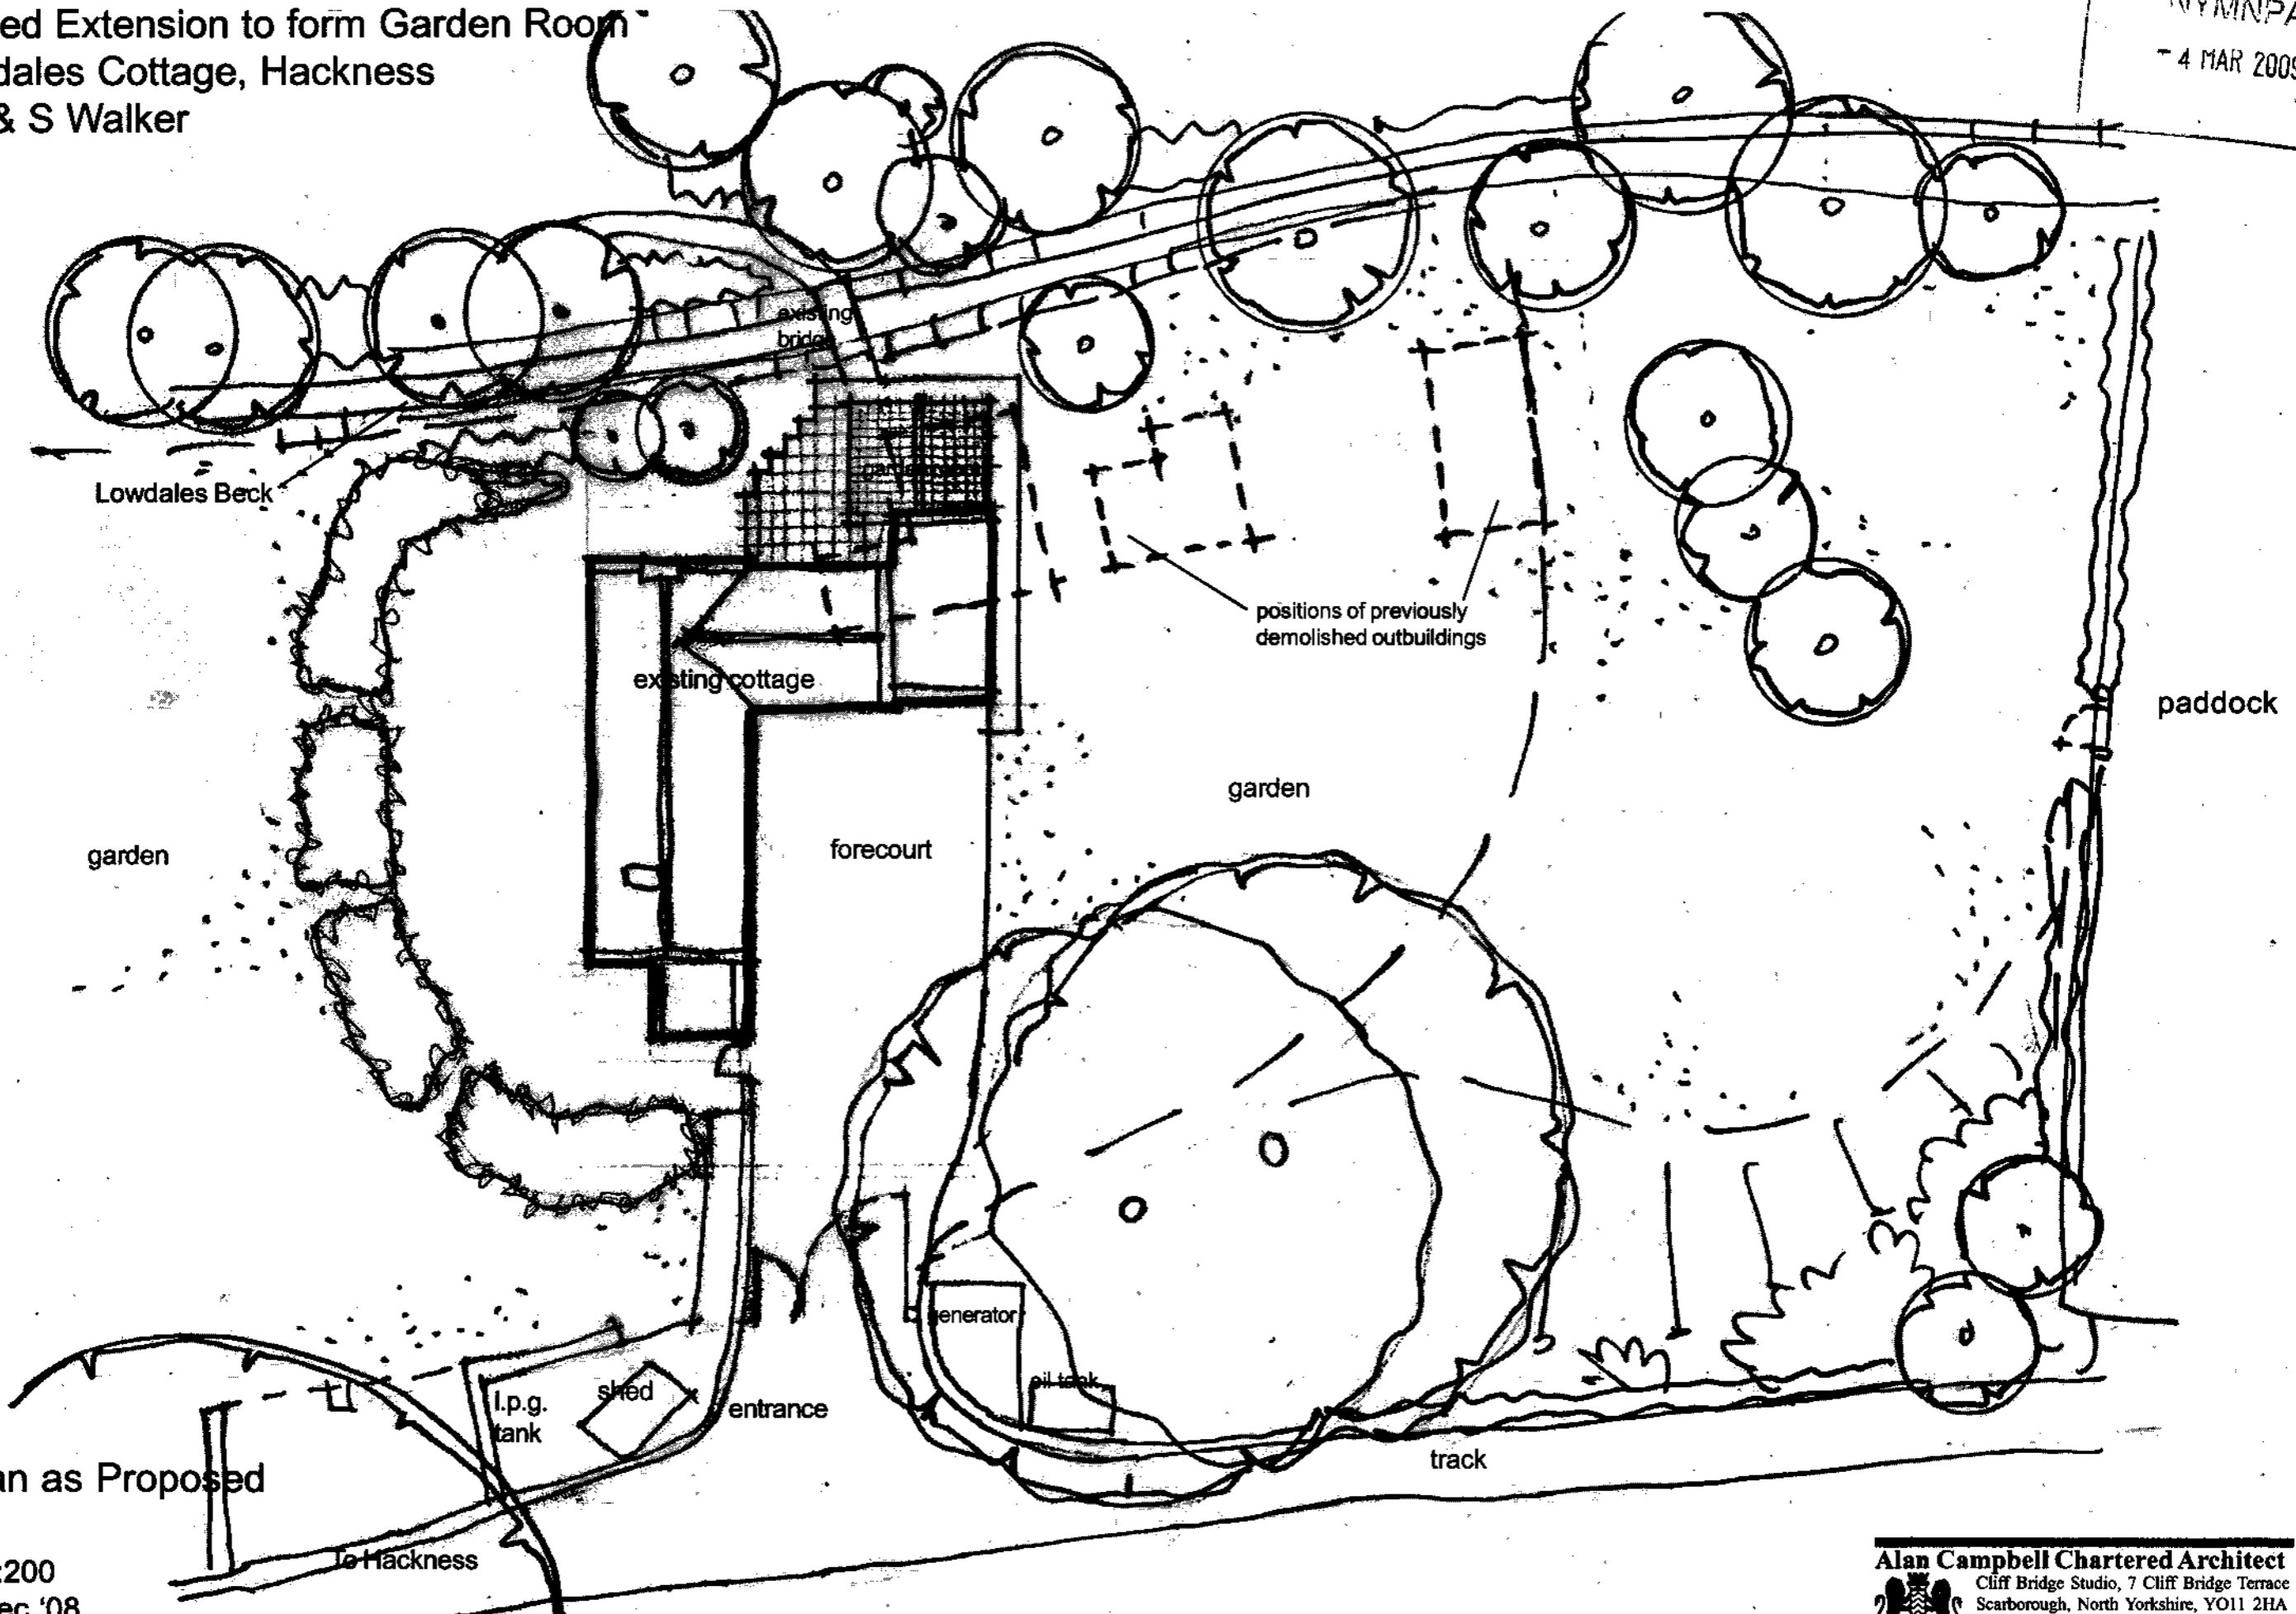 ed Extension to form Garden Room
dales Cottage, Hackness
& S Walker
- 4 MAR 2009
existing
bridge
Lowdales Beck
positions of previously
demolished outbuildings
existing cottage
paddock
garden
forecourt
garden
generator
oil tank
l.p.g.
tank
shed
entrance
track
an as Proposed
To Hackness
:200
ec '08
Alan Campbell Chartered Architect
Cliff Bridge Studio, 7 Cliff Bridge Terrace
Scarborough, North Yorkshire, YO11 2HA